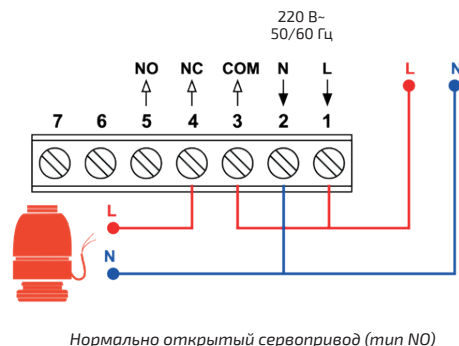 220 В~
50/60 Гц
NO NC COM N L L N
7 6 5 4 3 2 1
L
N
Нормально открытый сервопривод (тип NO)